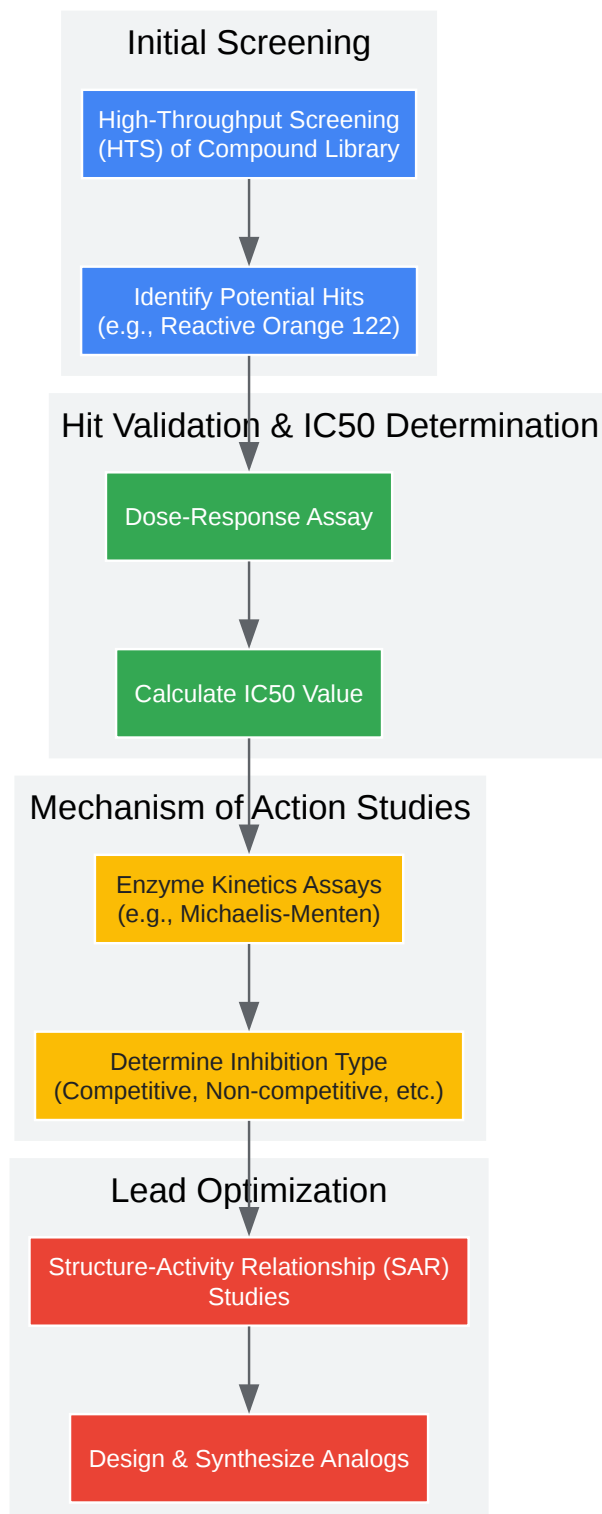 Initial Screening
High-Throughput Screening
(HTS) of Compound Library
Identify Potential Hits
(e.g., Reactive Orange 122)
Hit Validation & IC50 Determination
Dose-Response Assay
Calculate IC50 Value
Mechanism of Action Studies
Enzyme Kinetics Assays
(e.g., Michaelis-Menten)
Determine Inhibition Type
(Competitive, Non-competitive, etc.)
Lead Optimization
Structure-Activity Relationship (SAR)
Studies
Design & Synthesize Analogs